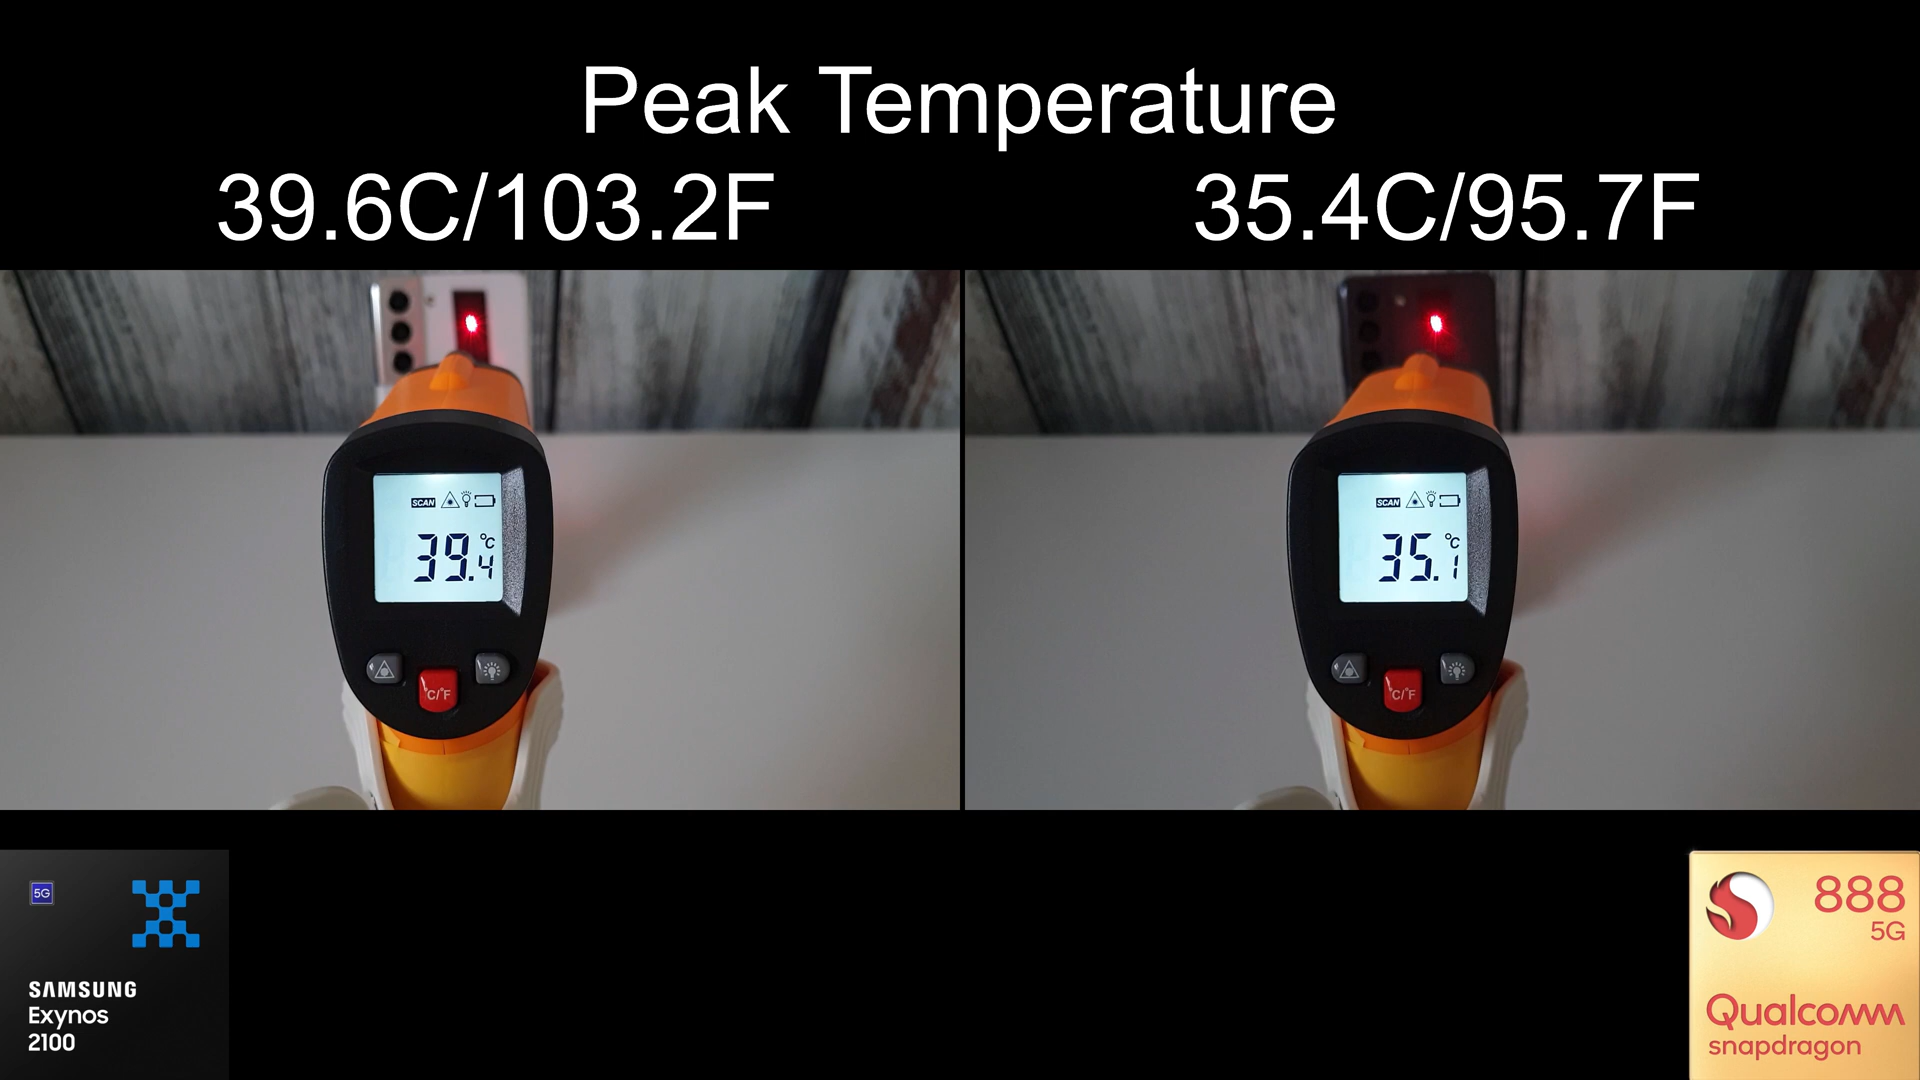 Peak Temperature
39.6C/103.2F
35.4C/95.7F
SCAN
°C
39.4
°C/°F
SCAN
°C
35.1
°C/°F
5G
SAMSUNG
Exynos
2100
888
5G
Qualcomm
snapdragon